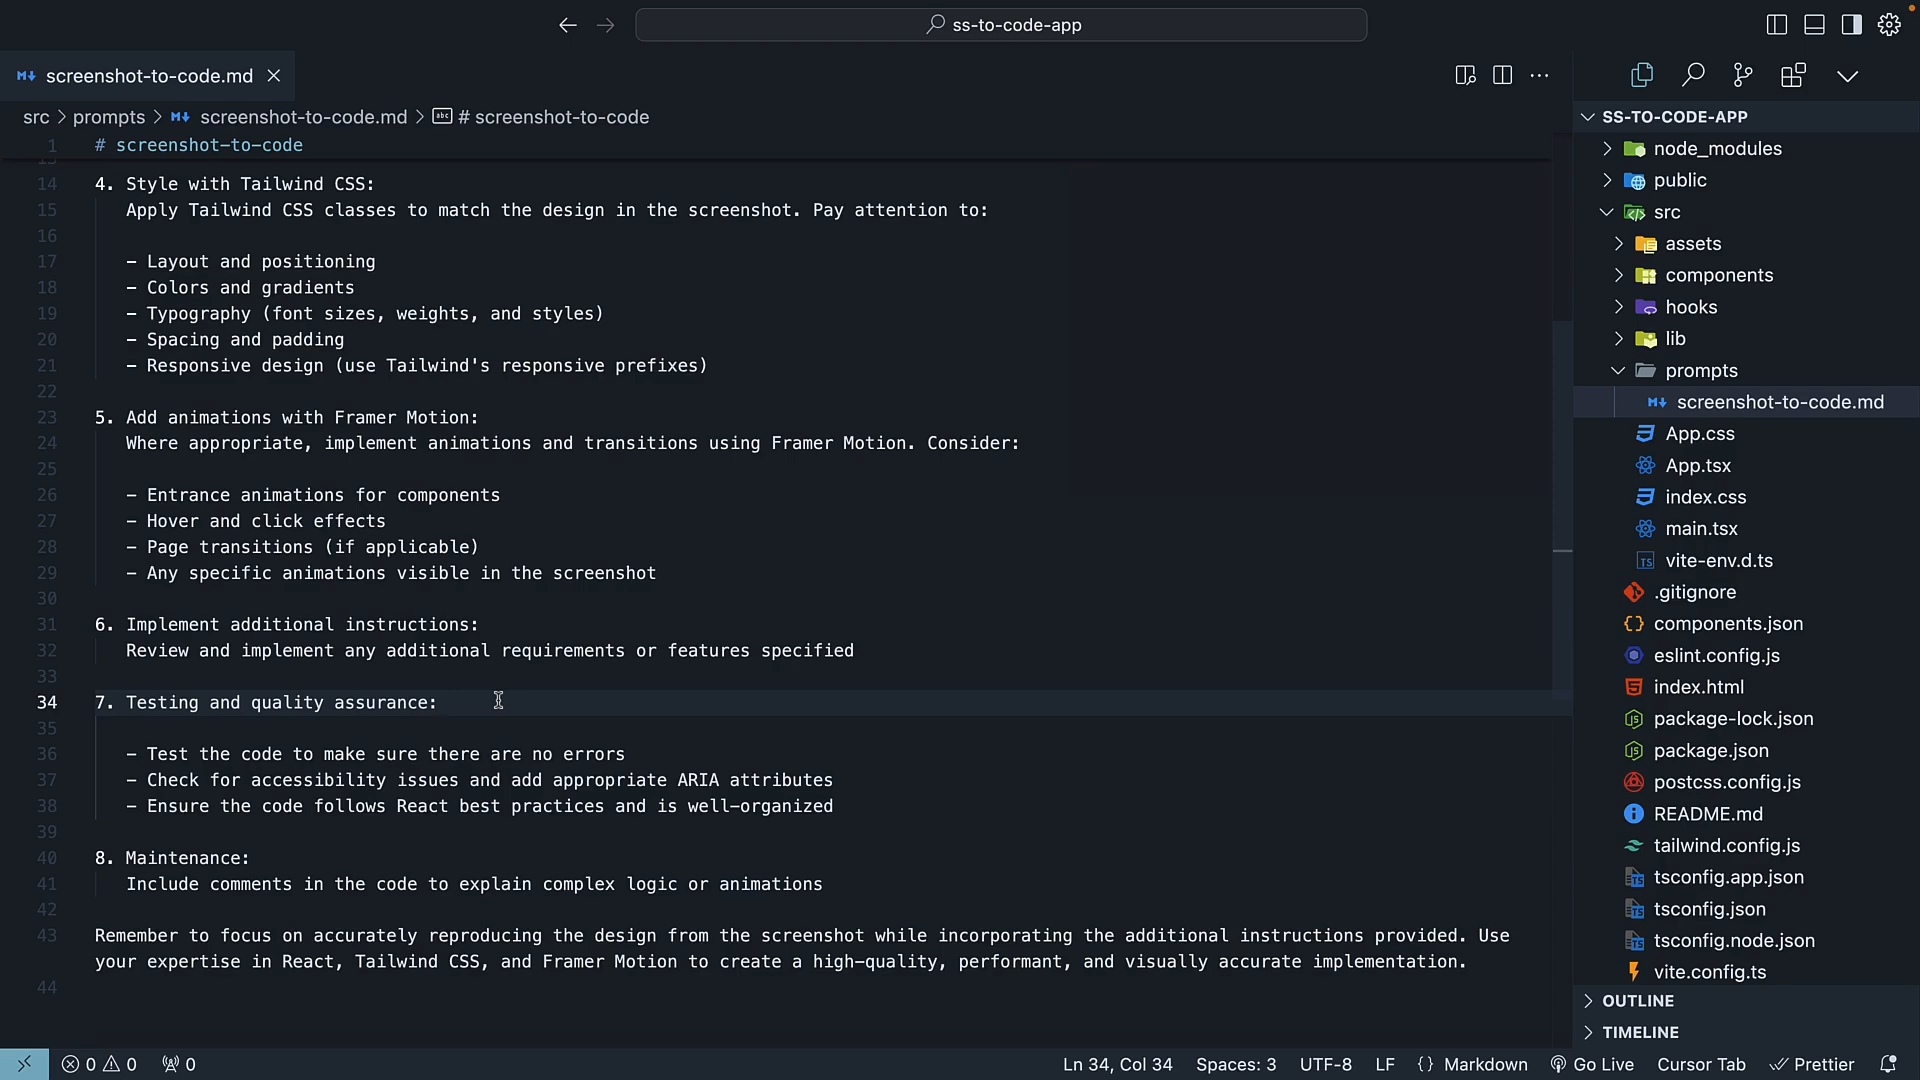 ss-to-code-app
screenshot-to-code.md
src > prompts > screenshot-to-code.md > # screenshot-to-code
1 # screenshot-to-code
13
14 4. Style with Tailwind CSS:
15 Apply Tailwind CSS classes to match the design in the screenshot. Pay attention to:
16
17 - Layout and positioning
18 - Colors and gradients
19 - Typography (font sizes, weights, and styles)
20 - Spacing and padding
21 - Responsive design (use Tailwind's responsive prefixes)
22
23 5. Add animations with Framer Motion:
24 Where appropriate, implement animations and transitions using Framer Motion. Consider:
25
26 - Entrance animations for components
27 - Hover and click effects
28 - Page transitions (if applicable)
29 - Any specific animations visible in the screenshot
30
31 6. Implement additional instructions:
32 Review and implement any additional requirements or features specified
33
34 7. Testing and quality assurance:
35
36 - Test the code to make sure there are no errors
37 - Check for accessibility issues and add appropriate ARIA attributes
38 - Ensure the code follows React best practices and is well-organized
39
40 8. Maintenance:
41 Include comments in the code to explain complex logic or animations
42
43 Remember to focus on accurately reproducing the design from the screenshot while incorporating the additional instructions provided. Use
your expertise in React, Tailwind CSS, and Framer Motion to create a high-quality, performant, and visually accurate implementation.
44
SS-TO-CODE-APP
node_modules
public
src
assets
components
hooks
lib
prompts
screenshot-to-code.md
App.css
App.tsx
index.css
main.tsx
vite-env.d.ts
.gitignore
components.json
eslint.config.js
index.html
package-lock.json
package.json
postcss.config.js
README.md
tailwind.config.js
tsconfig.app.json
tsconfig.json
tsconfig.node.json
vite.config.ts
OUTLINE
TIMELINE
0 0 0 Ln 34, Col 34 Spaces: 3 UTF-8 LF {} Markdown Go Live Cursor Tab Prettier